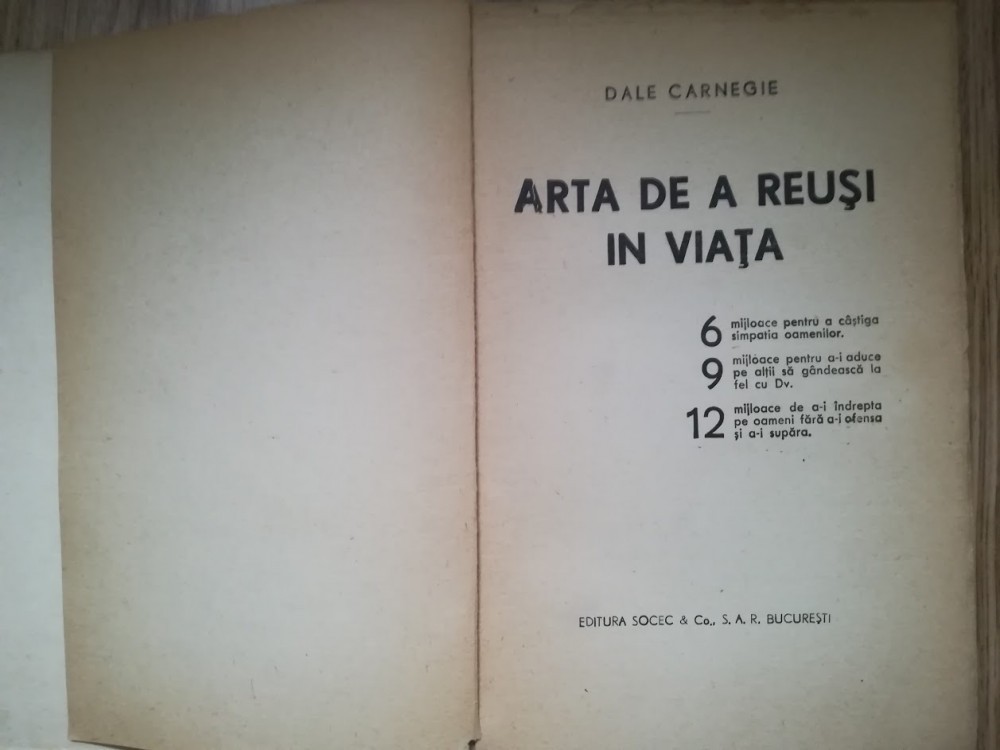 DALE CARNEGIE
ARTA DE A REUŞI
IN VIAŢA
6 mijloace pentru a câştiga
simpatia oamenilor.
9 mijloace pentru a-i aduce
pe alţii să gândească la
fel cu Dv.
12 mijloace de a-i îndrepta
pe oameni fără a-i ofensa
şi a-i supăra.
EDITURA SOCEC & Co., S. A. R. BUCUREŞTI